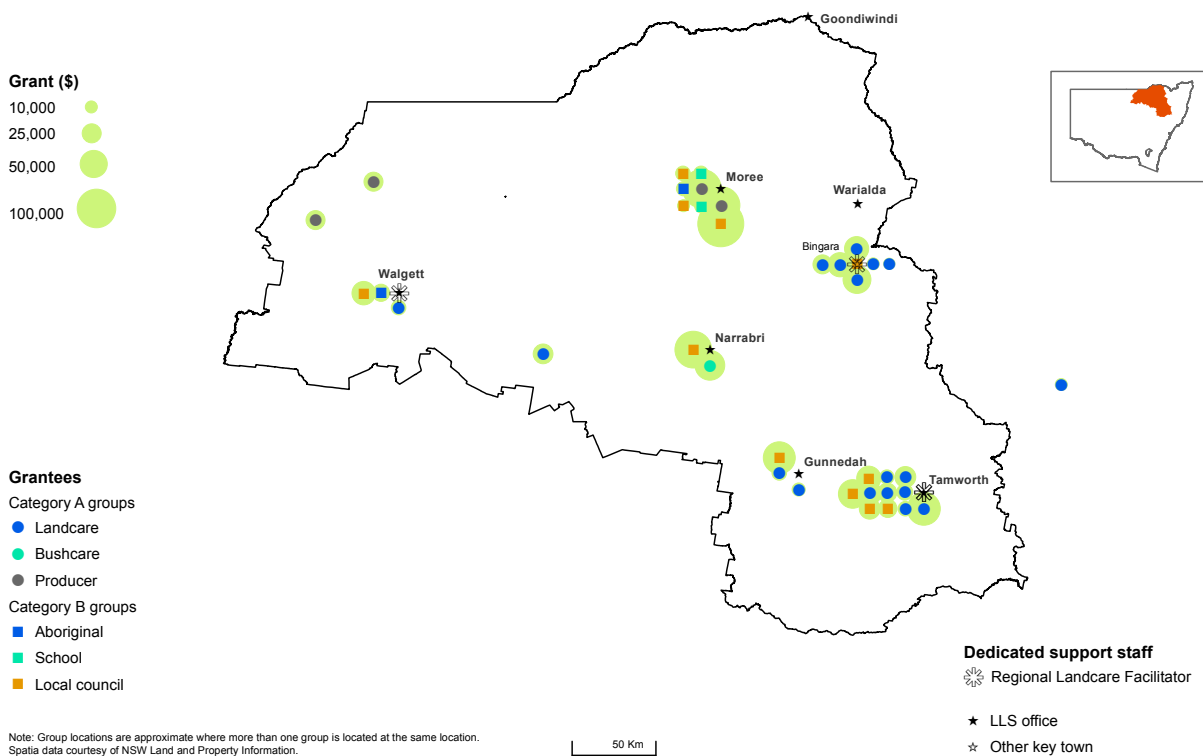 Goondiwindi
Grant ($)
10,000
25,000
50,000
100,000
Moree
Warialda
Bingara
Walgett
Narrabri
Gunnedah
Tamworth
Grantees
Category A groups
Landcare
Bushcare
Producer
Category B groups
Aboriginal
School
Local council
Dedicated support staff
Regional Landcare Facilitator
LLS office
Other key town
Note: Group locations are approximate where more than one group is located at the same location.
Spatia data courtesy of NSW Land and Property Information.
50 Km